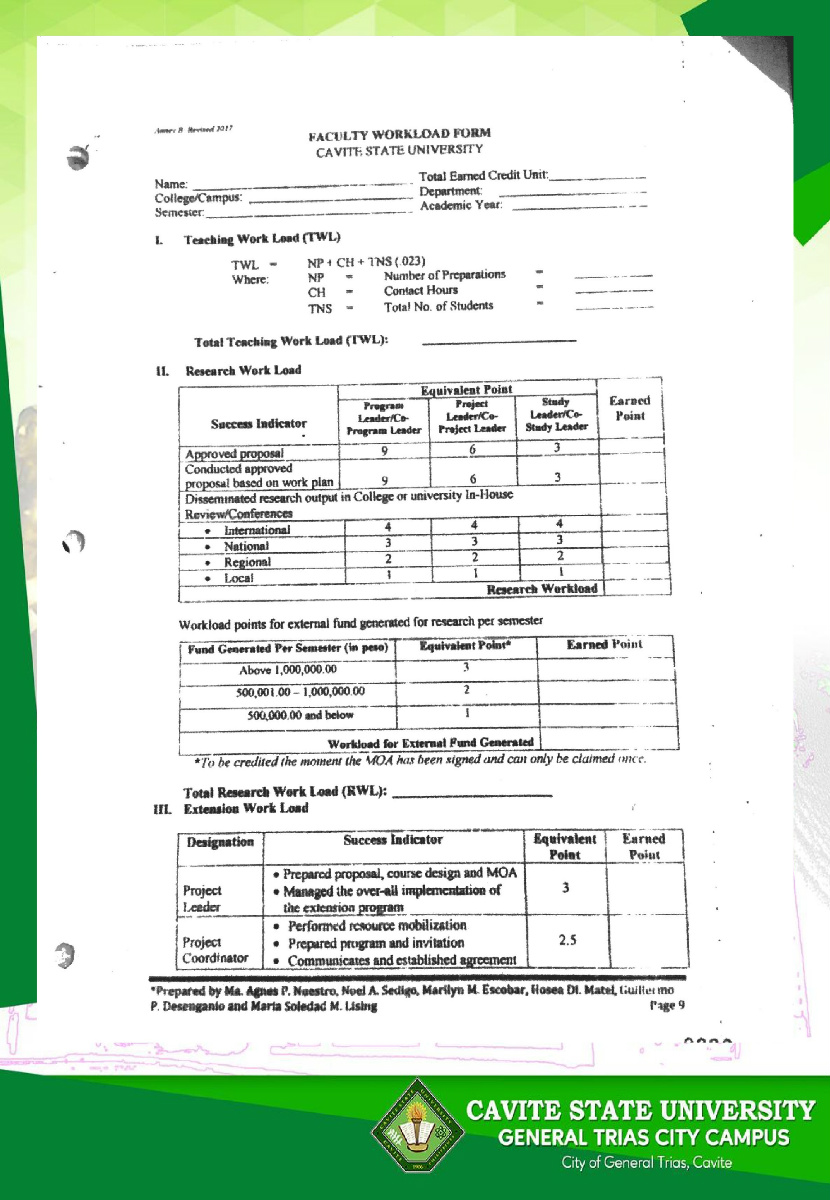 Annex B Revised 2017
FACULTY WORKLOAD FORM
CAVITE STATE UNIVERSITY
Name: Total Earned Credit Unit:
College/Campus: Department:
Semester: Academic Year:
I. Teaching Work Load (TWL)
TWL = NP + CH + TNS (.023)
Where: NP = Number of Preparations =
CH = Contact Hours =
TNS = Total No. of Students =
Total Teaching Work Load (TWL):
II. Research Work Load
Success Indicator Equivalent Point Earned Point
Program Leader/Co-Program Leader Project Leader/Co-Project Leader Study Leader/Co-Study Leader
Approved proposal 9 6 3
Conducted approved
proposal based on work plan 9 6 3
Disseminated research output in College or university In-House
Review/Conferences
• International 4 4 4
• National 3 3 3
• Regional 2 2 2
• Local 1 1 1
Research Workload
Workload points for external fund generated for research per semester
Fund Generated Per Semester (in peso) Equivalent Point* Earned Point
Above 1,000,000.00 3
500,001.00 – 1,000,000.00 2
500,000.00 and below 1
Workload for External Fund Generated
*To be credited the moment the MOA has been signed and can only be claimed once.
Total Research Work Load (RWL):
III. Extension Work Load
Designation Success Indicator Equivalent Point Earned Point
Project Leader
• Prepared proposal, course design and MOA
• Managed the over-all implementation of
the extension program
3
Project Coordinator
• Performed resource mobilization
• Prepared program and invitation
• Communicates and established agreement
2.5
*Prepared by Ma. Agnes P. Nuestro, Noel A. Sedigo, Marilyn M. Escobar, Hosea Dl. Matel, Guillermo
P. Desenganio and Maria Soledad M. Lising Page 9
CAVITE STATE UNIVERSITY
GENERAL TRIAS CITY CAMPUS
City of General Trias, Cavite
CAVITE
1906